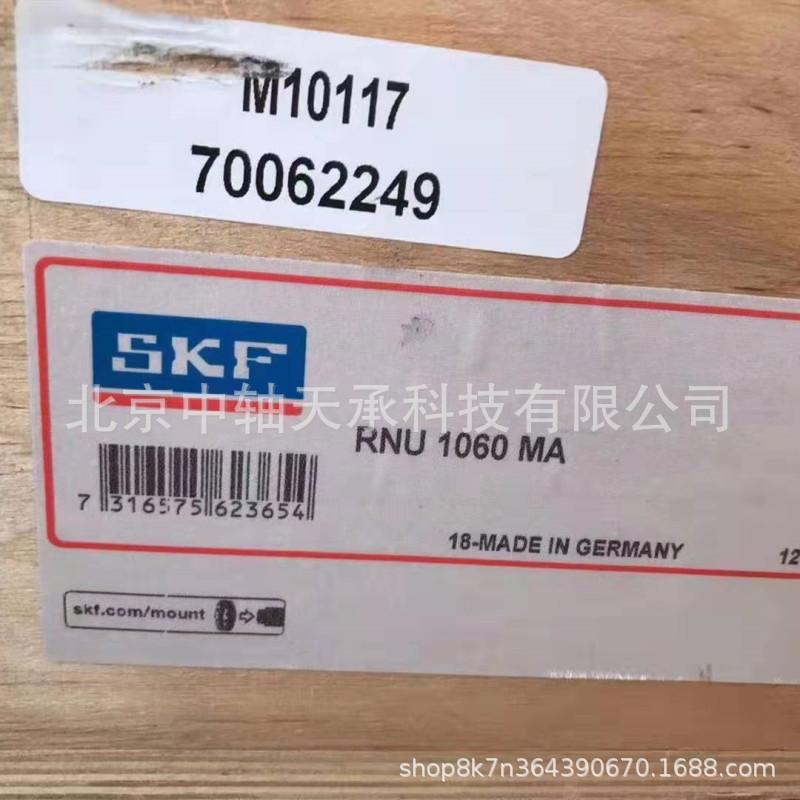 M10117
70062249
SKF
北京中轴天承科技有限公司
RNU 1060 MA
7 316575 623654
18-MADE IN GERMANY
12
skf.com/mount
shop8k7n364390670.1688.com